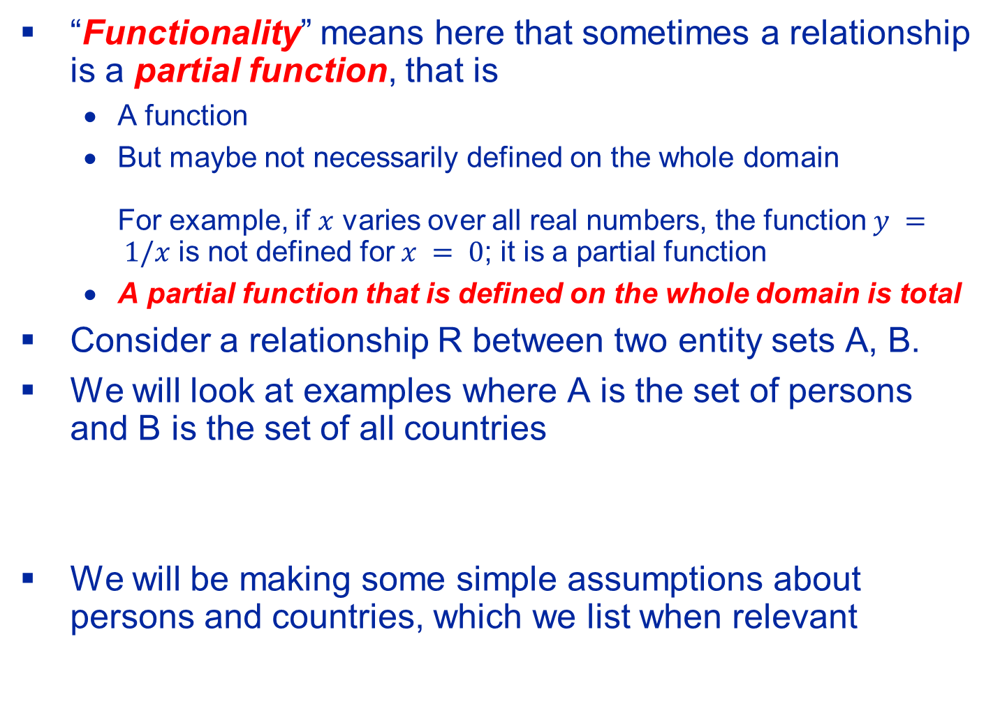 ▪ “Functionality” means here that sometimes a relationship
is a partial function, that is
• A function
• But maybe not necessarily defined on the whole domain
For example, if 𝑥 varies over all real numbers, the function 𝑦 =
1/𝑥 is not defined for 𝑥 = 0; it is a partial function
• A partial function that is defined on the whole domain is total
▪ Consider a relationship R between two entity sets A, B.
▪ We will look at examples where A is the set of persons
and B is the set of all countries
▪ We will be making some simple assumptions about
persons and countries, which we list when relevant